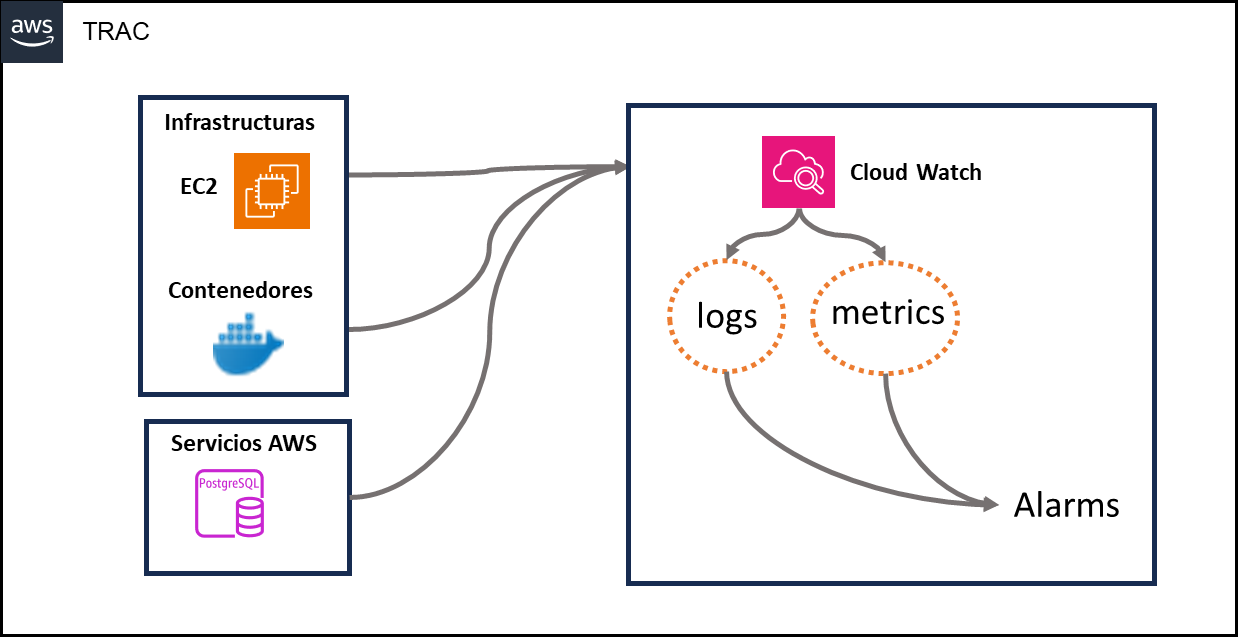 aws
TRAC
Infrastructuras
EC2
Contenedores
Servicios AWS
PostgreSQL
Cloud Watch
logs
metrics
Alarms